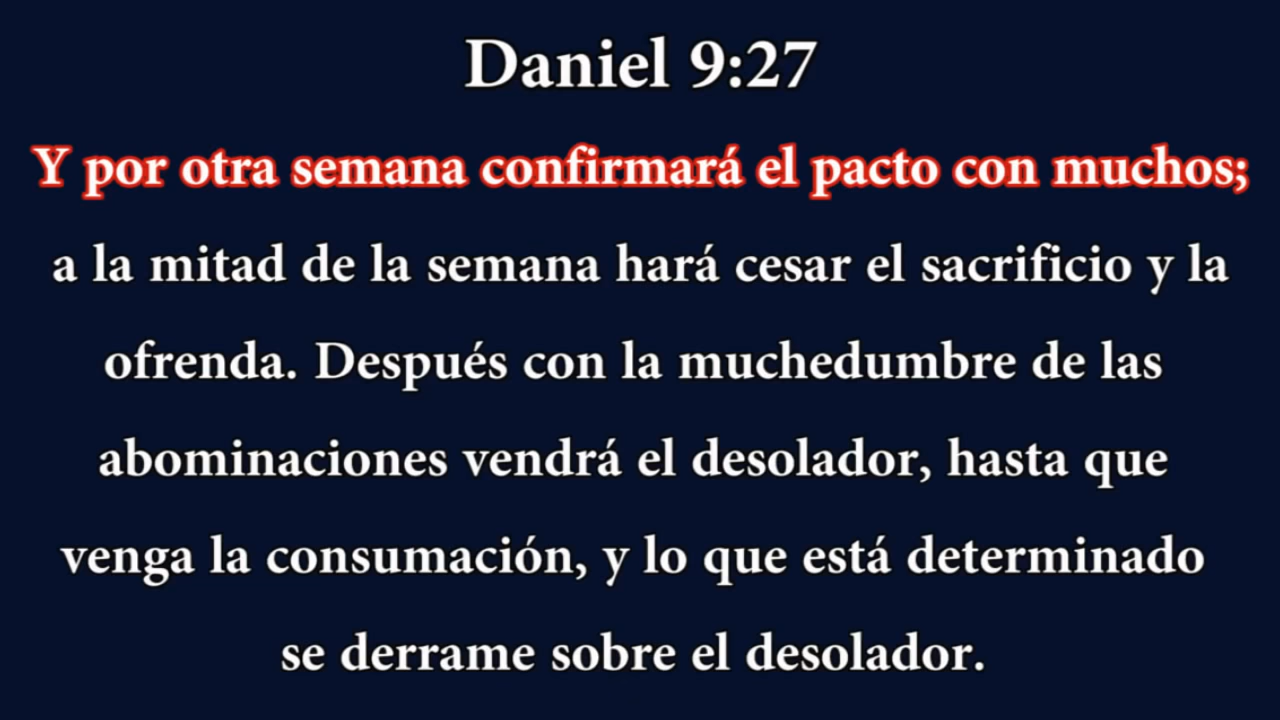 Daniel 9:27
Y por otra semana confirmará el pacto con muchos;
a la mitad de la semana hará cesar el sacrificio y la
ofrenda. Después con la muchedumbre de las
abominaciones vendrá el desolador, hasta que
venga la consumación, y lo que está determinado
se derrame sobre el desolador.